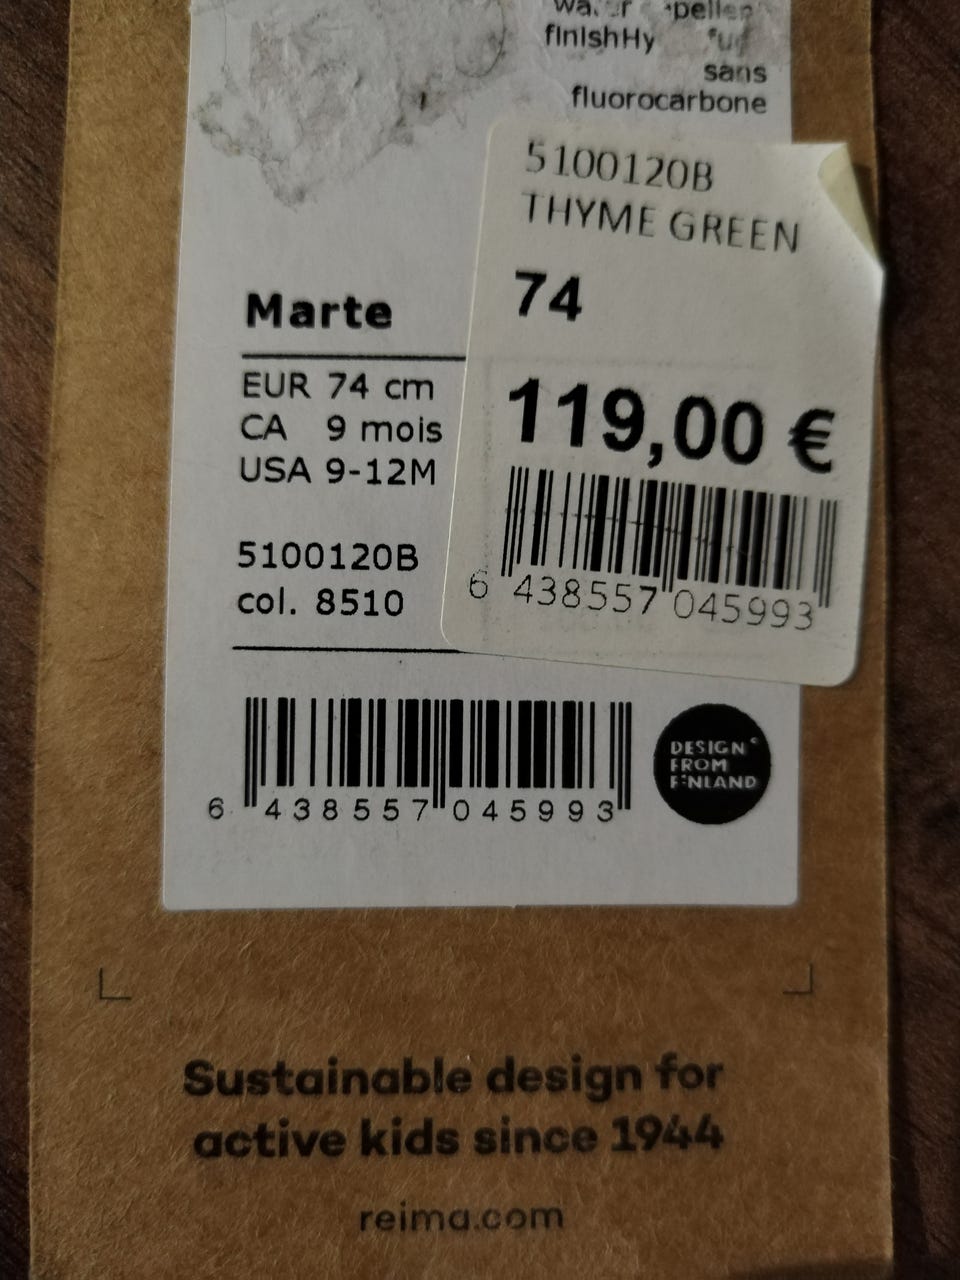 finishHy
sans
fluorocarbone
5100120B
THYME GREEN
74
119,00 €
6 438557 045993
Marte
EUR 74 cm
CA 9 mois
USA 9-12M
5100120B
col. 8510
6 438557 045993
DESIGN
FROM
FINLAND
Sustainable design for
active kids since 1944
reima.com